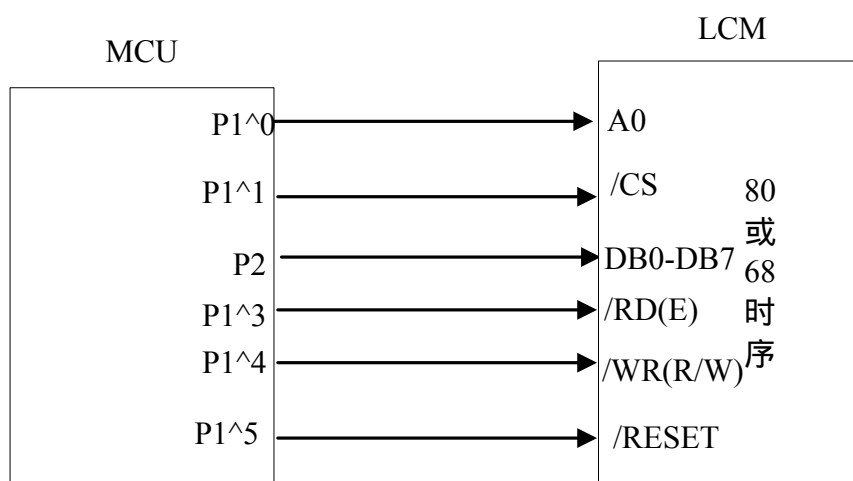 LCM
MCU
P1^0
A0
P1^1
/CS
P2
DB0-DB7
P1^3
/RD(E)
P1^4
/WR(R/W)
P1^5
/RESET
80
或
68
时
序